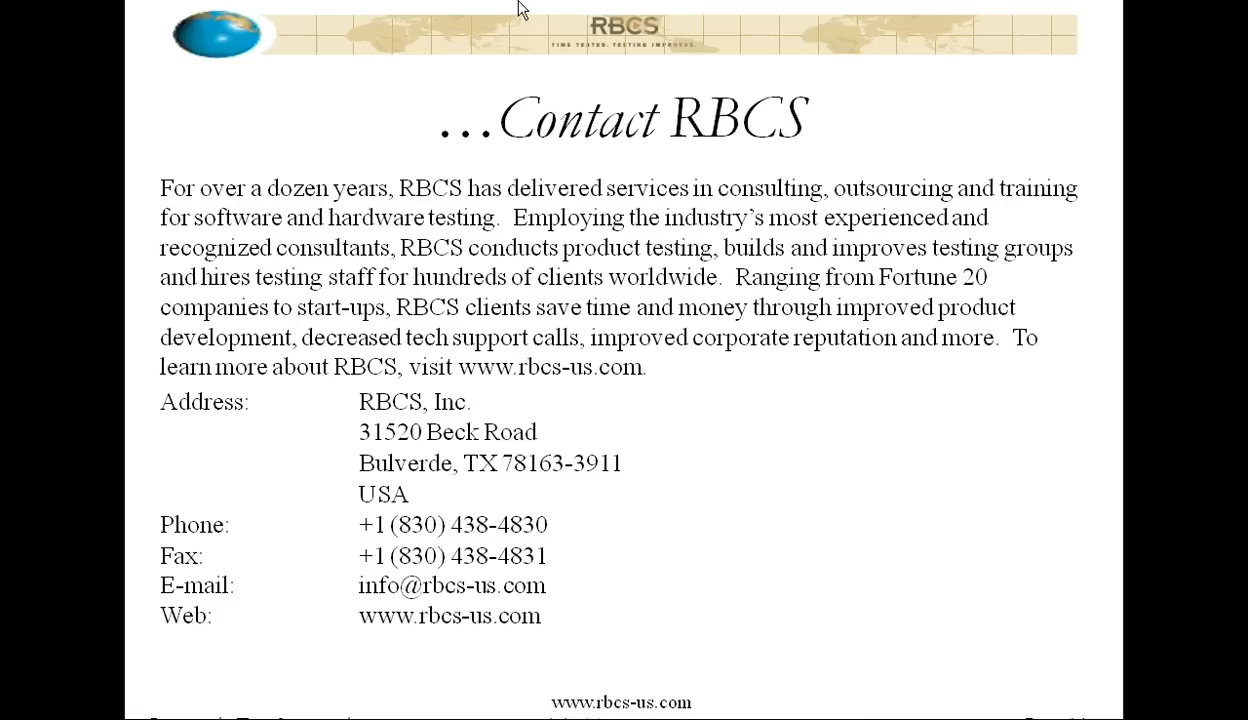 RBCS
TIME TESTED. TESTING IMPROVED.
...Contact RBCS
For over a dozen years, RBCS has delivered services in consulting, outsourcing and training
for software and hardware testing. Employing the industry's most experienced and
recognized consultants, RBCS conducts product testing, builds and improves testing groups
and hires testing staff for hundreds of clients worldwide. Ranging from Fortune 20
companies to start-ups, RBCS clients save time and money through improved product
development, decreased tech support calls, improved corporate reputation and more. To
learn more about RBCS, visit www.rbcs-us.com.
Address: RBCS, Inc.
31520 Beck Road
Bulverde, TX 78163-3911
USA
Phone: +1 (830) 438-4830
Fax: +1 (830) 438-4831
E-mail: info@rbcs-us.com
Web: www.rbcs-us.com
www.rbcs-us.com